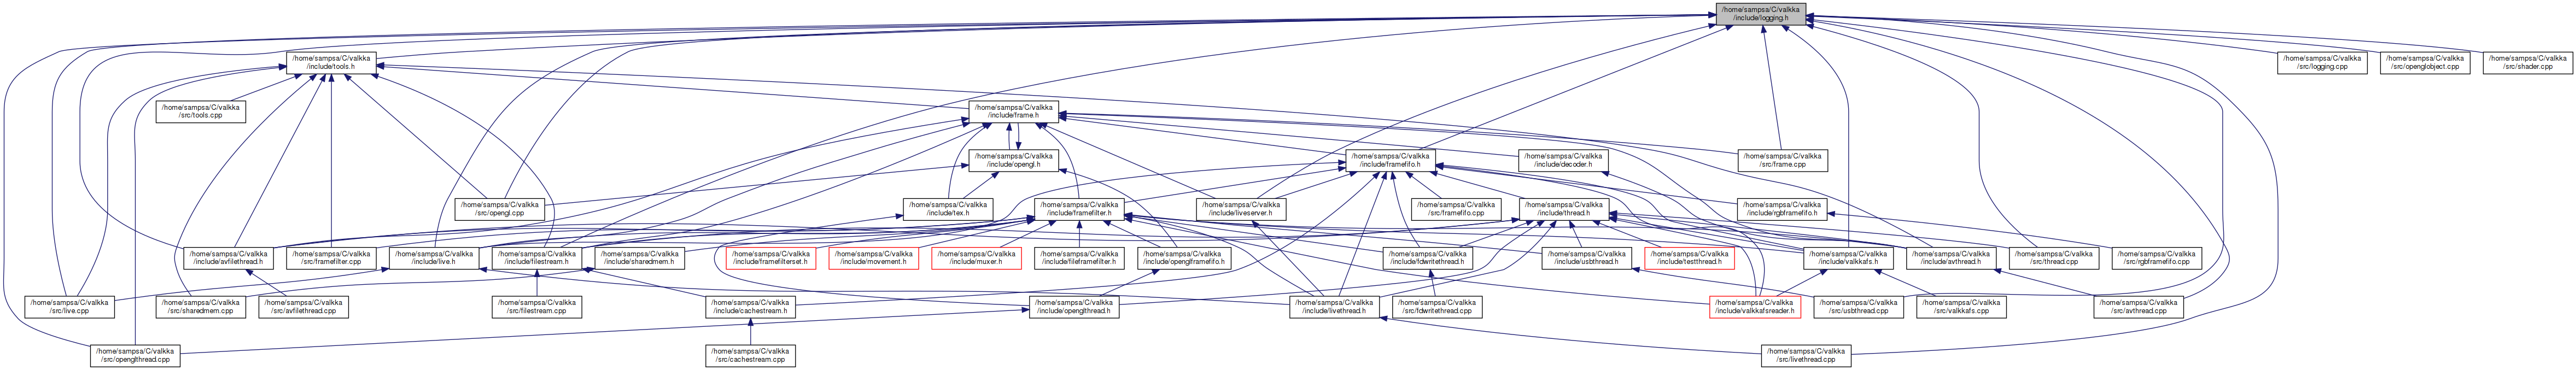 /home/sampsa/C/valkka
/include/logging.h
/home/sampsa/C/valkka
/include/tools.h
/home/sampsa/C/valkka
/src/logging.cpp
/home/sampsa/C/valkka
/src/openglobject.cpp
/home/sampsa/C/valkka
/src/shader.cpp
/home/sampsa/C/valkka
/src/tools.cpp
/home/sampsa/C/valkka
/include/frame.h
/home/sampsa/C/valkka
/include/opengl.h
/home/sampsa/C/valkka
/include/framefifo.h
/home/sampsa/C/valkka
/include/decoder.h
/home/sampsa/C/valkka
/src/frame.cpp
/home/sampsa/C/valkka
/src/opengl.cpp
/home/sampsa/C/valkka
/include/tex.h
/home/sampsa/C/valkka
/include/framefilter.h
/home/sampsa/C/valkka
/include/liveserver.h
/home/sampsa/C/valkka
/src/framefifo.cpp
/home/sampsa/C/valkka
/include/thread.h
/home/sampsa/C/valkka
/include/rgbframefifo.h
/home/sampsa/C/valkka
/include/avfilethread.h
/home/sampsa/C/valkka
/src/framefilter.cpp
/home/sampsa/C/valkka
/include/live.h
/home/sampsa/C/valkka
/include/filestream.h
/home/sampsa/C/valkka
/include/sharedmem.h
/home/sampsa/C/valkka
/include/framefilterset.h
/home/sampsa/C/valkka
/include/movement.h
/home/sampsa/C/valkka
/include/muxer.h
/home/sampsa/C/valkka
/include/fileframefilter.h
/home/sampsa/C/valkka
/include/openglframefifo.h
/home/sampsa/C/valkka
/include/fdwritethread.h
/home/sampsa/C/valkka
/include/usbthread.h
/home/sampsa/C/valkka
/include/testthread.h
/home/sampsa/C/valkka
/include/valkkafs.h
/home/sampsa/C/valkka
/include/avthread.h
/home/sampsa/C/valkka
/src/thread.cpp
/home/sampsa/C/valkka
/src/rgbframefifo.cpp
/home/sampsa/C/valkka
/src/live.cpp
/home/sampsa/C/valkka
/src/sharedmem.cpp
/home/sampsa/C/valkka
/src/avfilethread.cpp
/home/sampsa/C/valkka
/src/filestream.cpp
/home/sampsa/C/valkka
/include/cachestream.h
/home/sampsa/C/valkka
/include/openglthread.h
/home/sampsa/C/valkka
/include/livethread.h
/home/sampsa/C/valkka
/src/fdwritethread.cpp
/home/sampsa/C/valkka
/include/valkkafsreader.h
/home/sampsa/C/valkka
/src/usbthread.cpp
/home/sampsa/C/valkka
/src/valkkafs.cpp
/home/sampsa/C/valkka
/src/avthread.cpp
/home/sampsa/C/valkka
/src/openglthread.cpp
/home/sampsa/C/valkka
/src/cachestream.cpp
/home/sampsa/C/valkka
/src/livethread.cpp